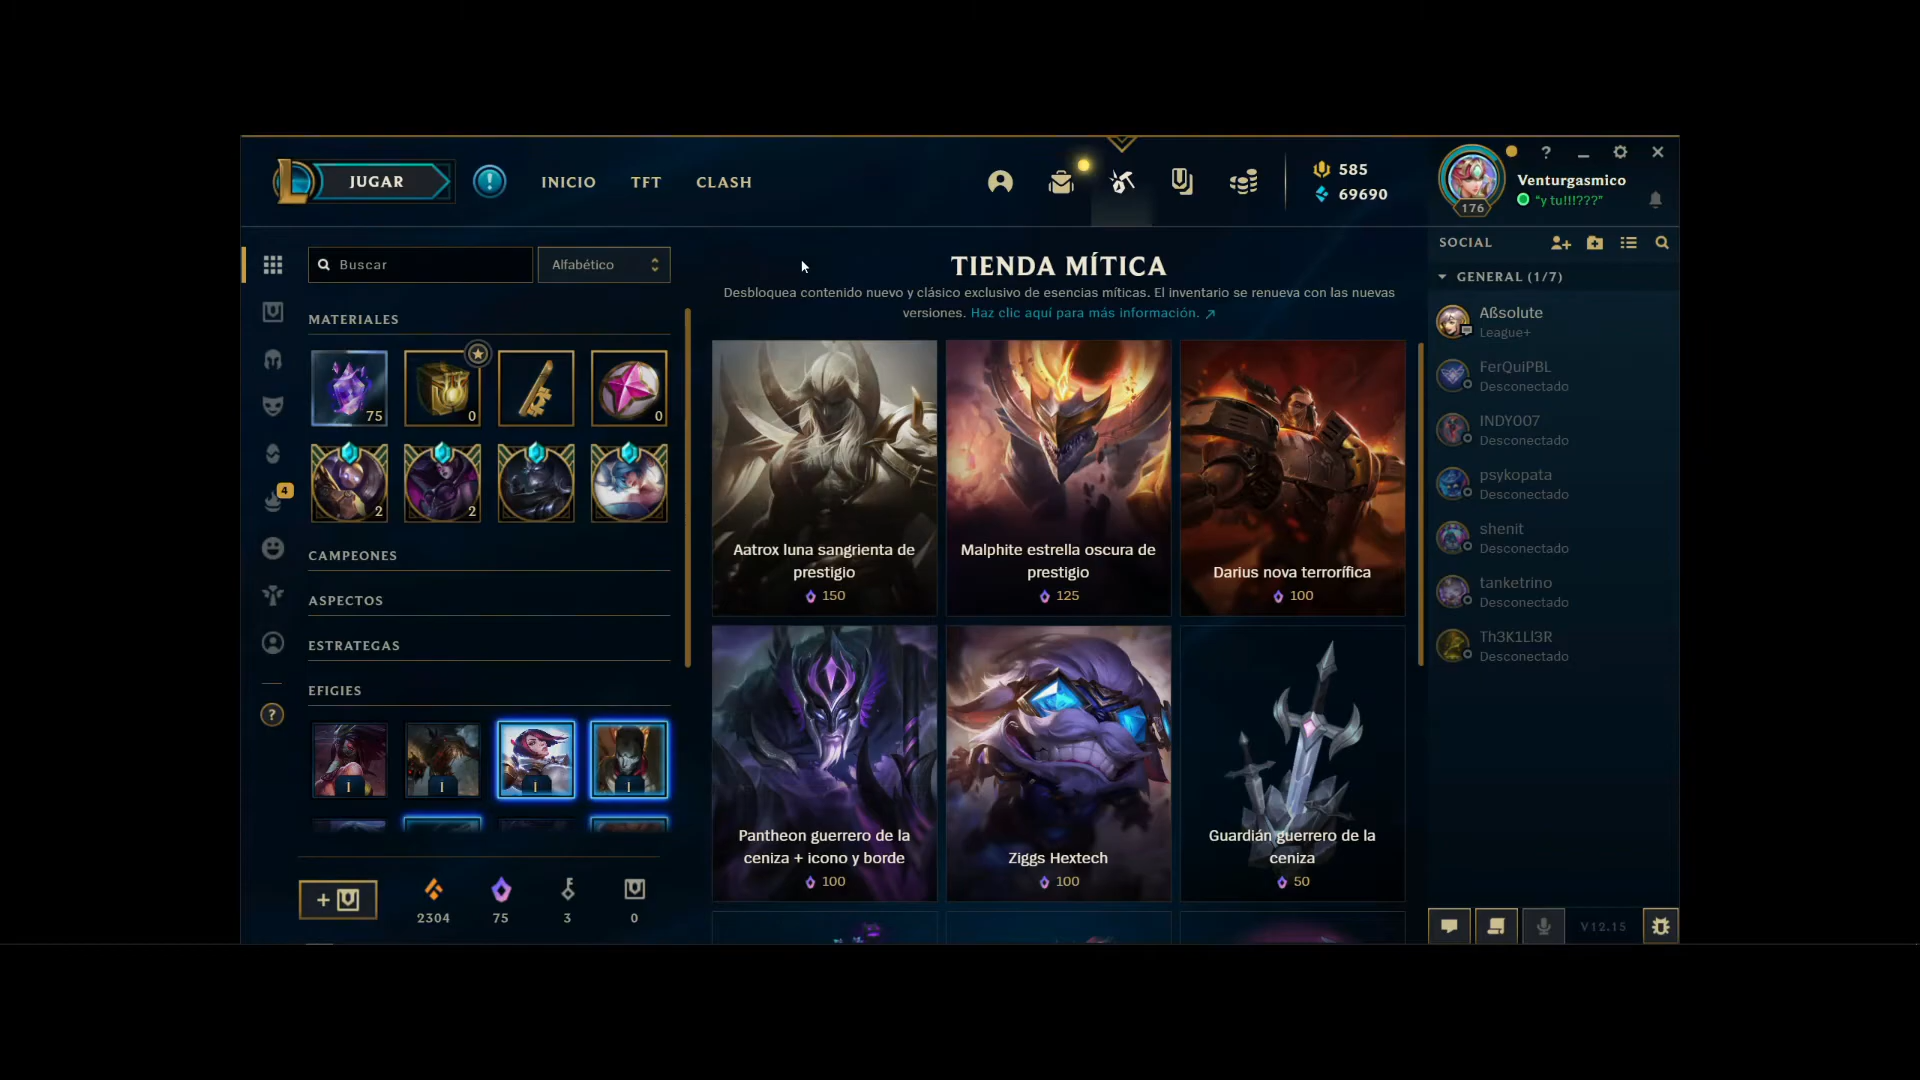 JUGAR
INICIO
TFT
CLASH
585
69690
176
Venturgasmico
"y tu!!!???"
Buscar
Alfabético
MATERIALES
75
0
0
2
2
CAMPEONES
ASPECTOS
ESTRATEGAS
EFIGIES
I
I
I
I
4
?
2304
75
3
0
TIENDA MÍTICA
Desbloquea contenido nuevo y clásico exclusivo de esencias míticas. El inventario se renueva con las nuevas
versiones. Haz clic aquí para más información.
Aatrox luna sangrienta de
prestigio
150
Malphite estrella oscura de
prestigio
125
Darius nova terrorífica
100
Pantheon guerrero de la
ceniza + icono y borde
100
Ziggs Hextech
100
Guardián guerrero de la
ceniza
50
SOCIAL
GENERAL (1/7)
Aßsolute
League+
FerQuiPBL
Desconectado
INDY007
Desconectado
psykopata
Desconectado
shenit
Desconectado
tanketrino
Desconectado
Th3K1Ll3R
Desconectado
V12.15